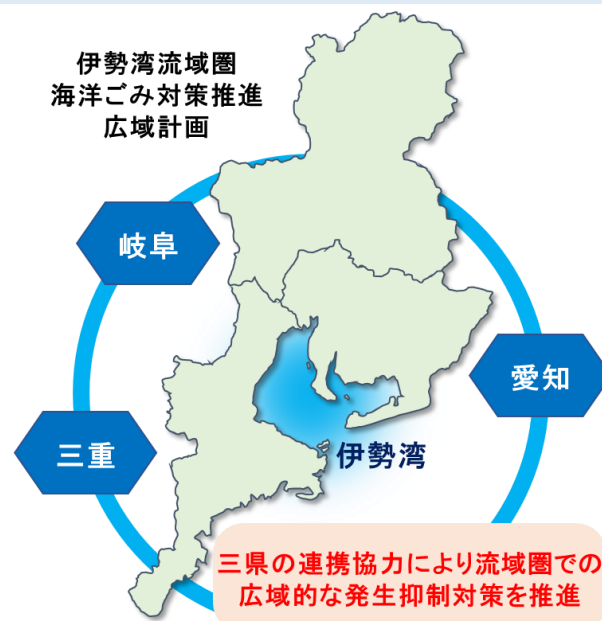 伊勢湾流域圏
海洋ごみ対策推進
広域計画
岐阜
愛知
三重
伊勢湾
三県の連携協力により流域圏での
広域的な発生抑制対策を推進